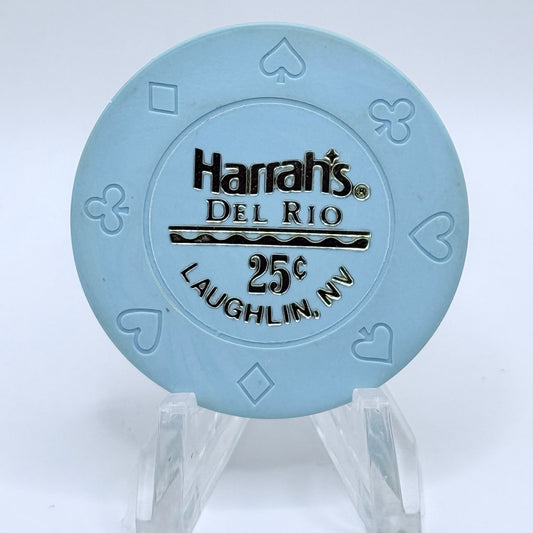 Harrah's®
DEL RIO
25¢
LAUGHLIN, NV